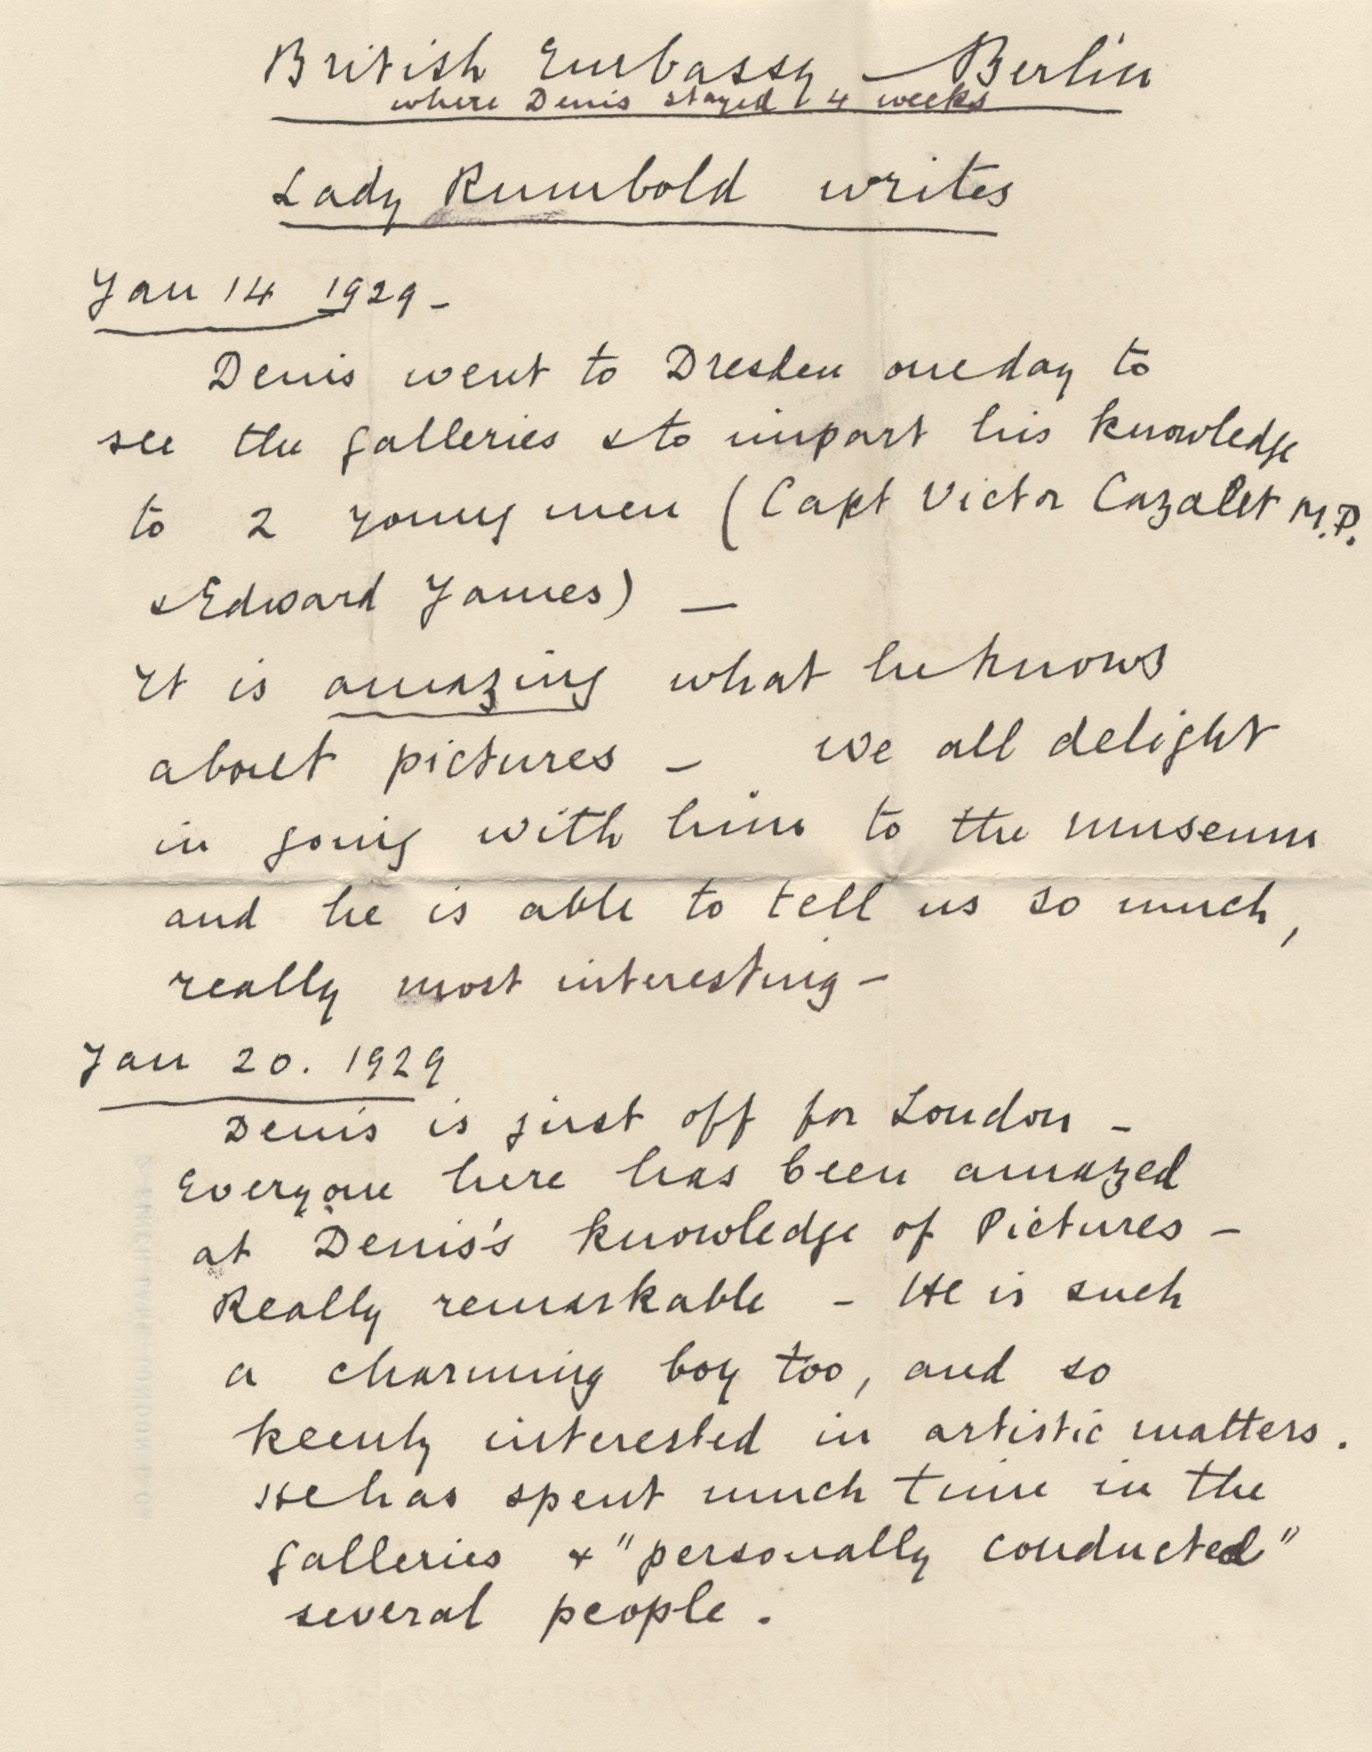 British Embassy – Berlin
where Denis stayed 4 weeks
Lady Rumbold writes
Jan 14 1929 –
Denis went to Dresden one day to
see the galleries & to impart his knowledge
to 2 young men (Capt Victor Cazalet M.P.
& Edward James) –
It is amazing what he knows
about pictures – we all delight
in going with him to the museum
and he is able to tell us so much,
really most interesting –
Jan 20. 1929
Denis is just off for London –
Everyone here has been amazed
at Denis's knowledge of Pictures –
Really remarkable – He is such
a charming boy too, and so
keenly interested in artistic matters.
He has spent much time in the
galleries & "personally conducted"
several people.